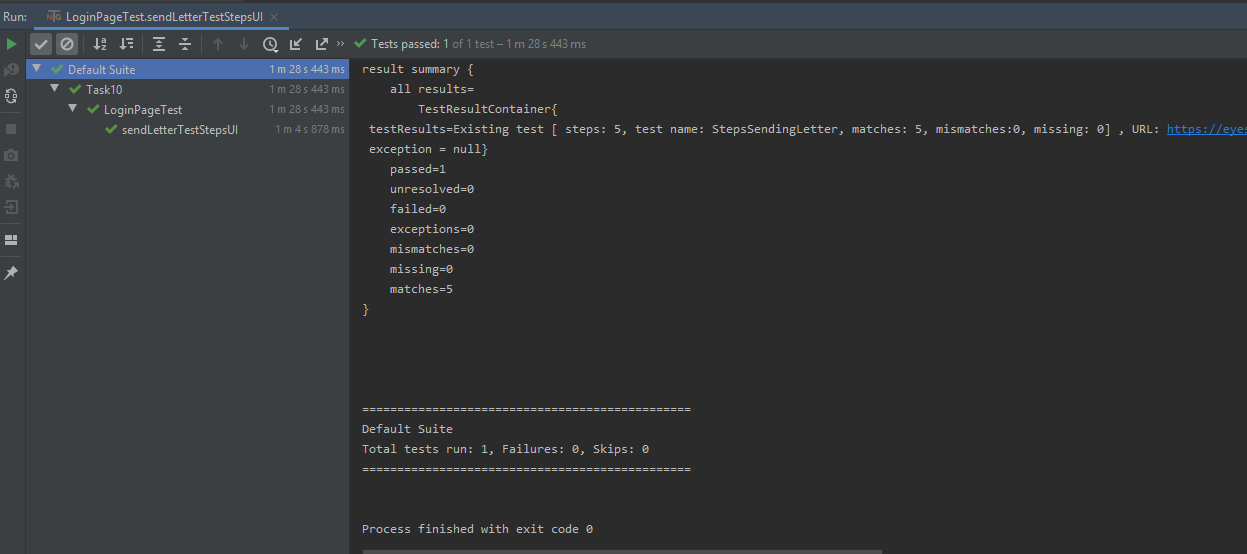 Run: NG LoginPageTest.sendLetterTestStepsUI ×
» Tests passed: 1 of 1 test – 1 m 28 s 443 ms
Default Suite 1 m 28 s 443 ms
Task10 1 m 28 s 443 ms
LoginPageTest 1 m 28 s 443 ms
sendLetterTestStepsUI 1 m 4 s 878 ms
result summary {
all results=
TestResultContainer{
testResults=Existing test [ steps: 5, test name: StepsSendingLetter, matches: 5, mismatches:0, missing: 0] , URL: https://eyes
exception = null}
passed=1
unresolved=0
failed=0
exceptions=0
mismatches=0
missing=0
matches=5
}
===============================================
Default Suite
Total tests run: 1, Failures: 0, Skips: 0
===============================================
Process finished with exit code 0